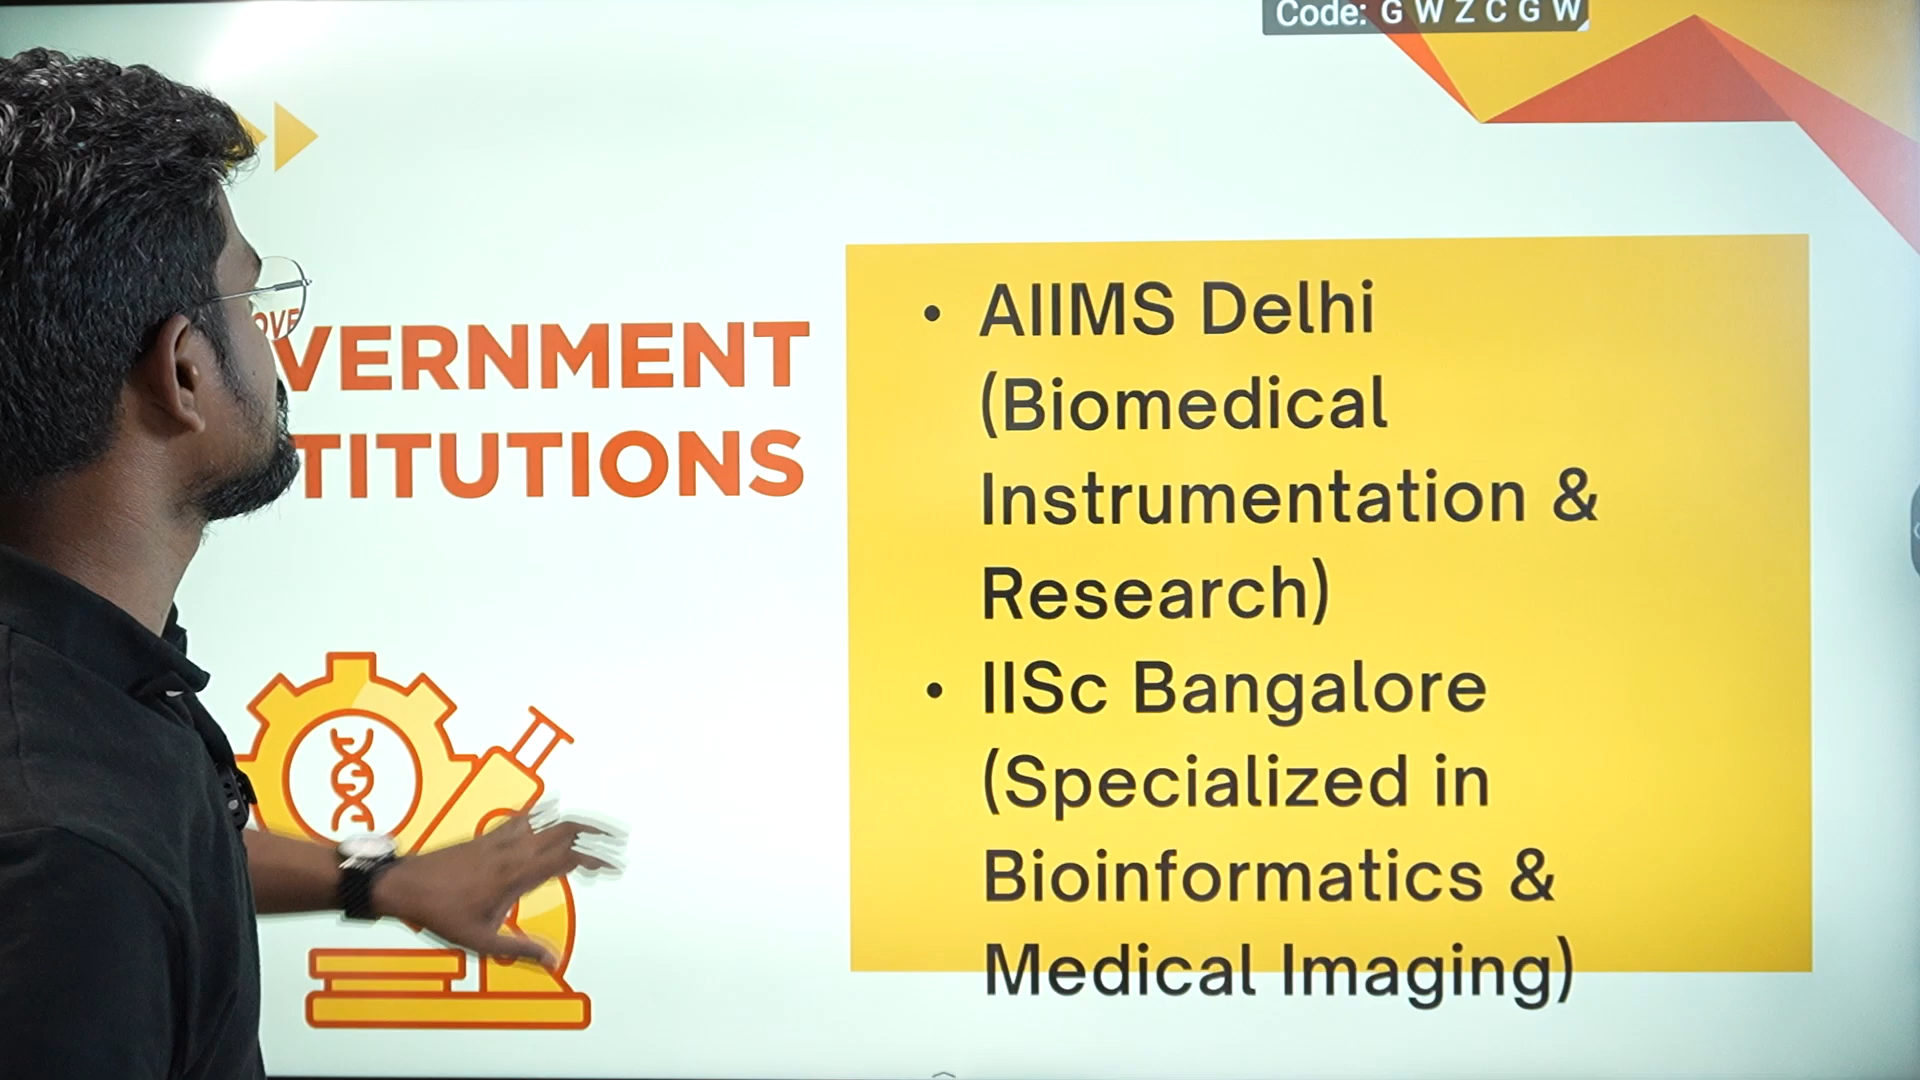 Code: G W Z C G W
VERNMENT
TITUTIONS
• AIIMS Delhi
(Biomedical
Instrumentation &
Research)
• IISc Bangalore
(Specialized in
Bioinformatics &
Medical Imaging)